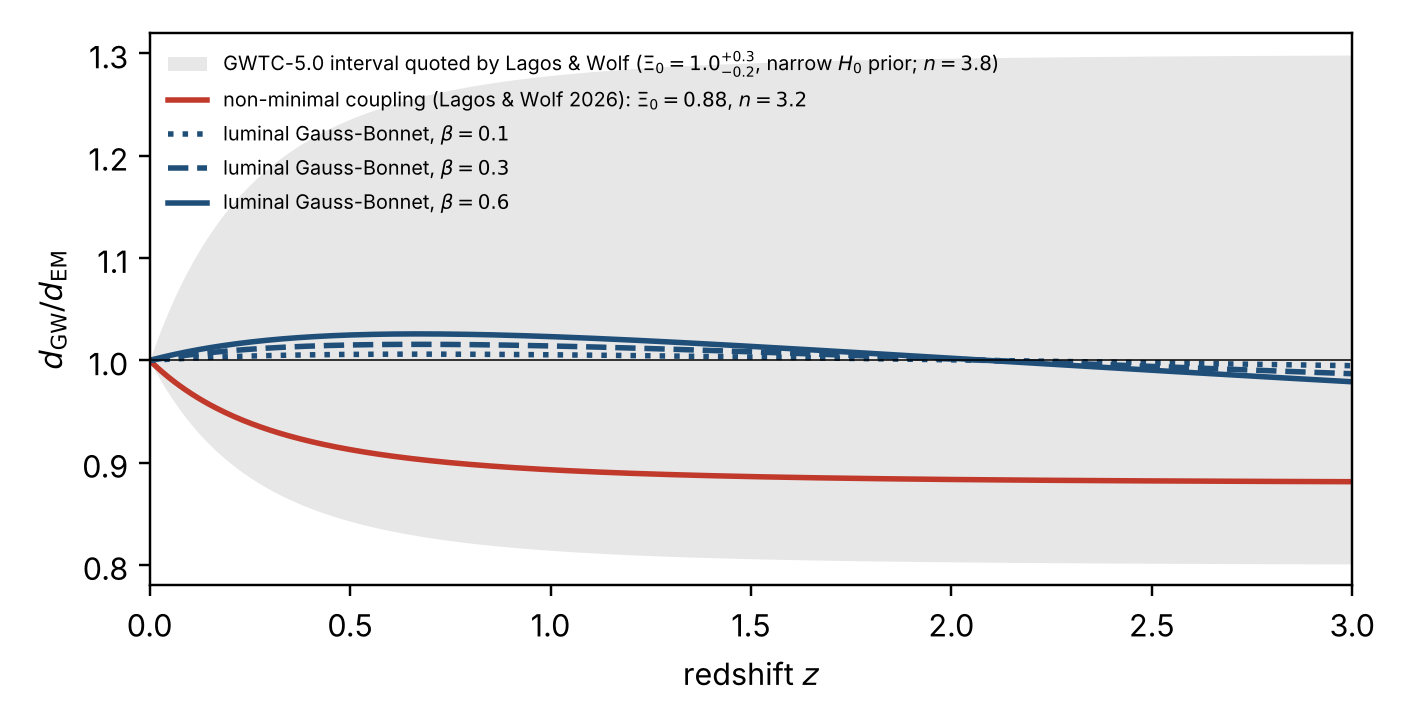 GWTC-5.0 interval quoted by Lagos & Wolf (Ξ₀ = 1.0⁺⁰·³₋₀.₂, narrow H₀ prior; n = 3.8)
non-minimal coupling (Lagos & Wolf 2026): Ξ₀ = 0.88, n = 3.2
luminal Gauss-Bonnet, β = 0.1
luminal Gauss-Bonnet, β = 0.3
luminal Gauss-Bonnet, β = 0.6
1.3
1.2
1.1
1.0
0.9
0.8
d_GW/d_EM
0.0 0.5 1.0 1.5 2.0 2.5 3.0
redshift z